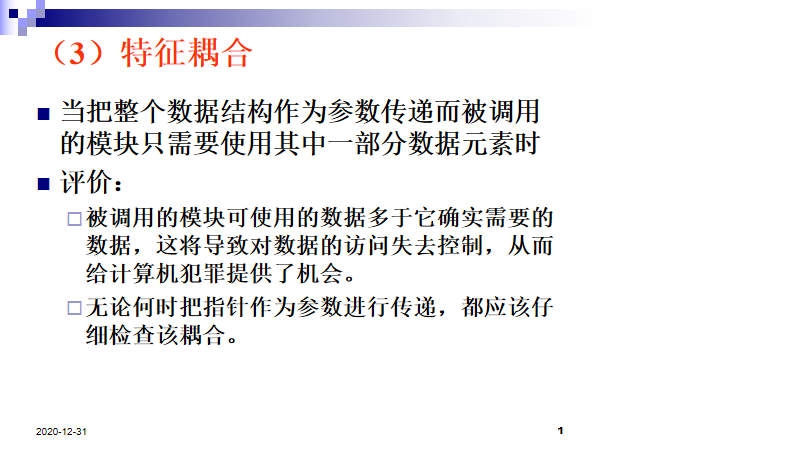 （3）特征耦合
当把整个数据结构作为参数传递而被调用
的模块只需要使用其中一部分数据元素时
评价：
被调用的模块可使用的数据多于它确实需要的
数据，这将导致对数据的访问失去控制，从而
给计算机犯罪提供了机会。
无论何时把指针作为参数进行传递，都应该仔
细检查该耦合。
2020-12-31
1